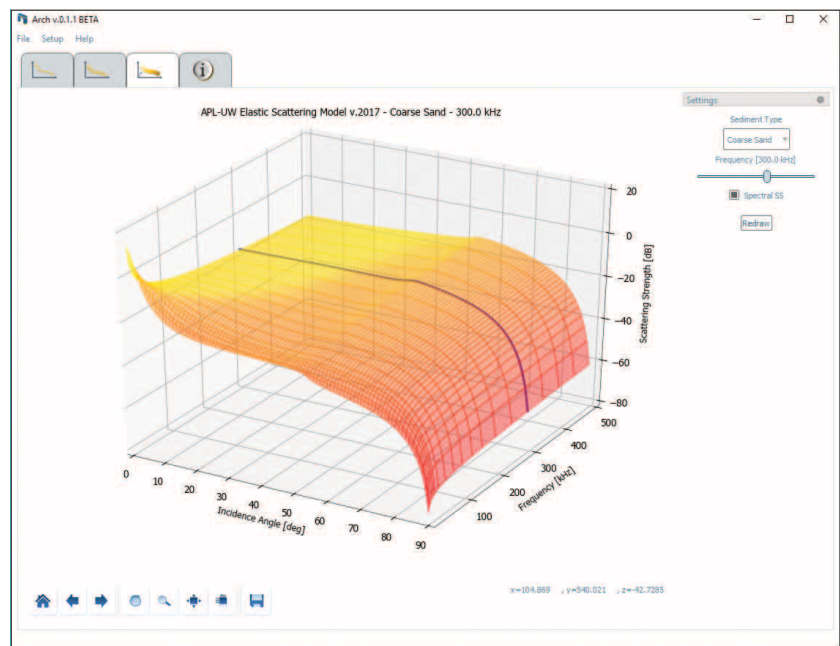 Arch v.0.1.1 BETA
File Setup Help
APL-UW Elastic Scattering Model v.2017 - Coarse Sand - 300.0 kHz
Settings
Sediment Type
Coarse Sand
Frequency [300.0 kHz]
Spectral SS
Redraw
20
0
−20
−40
−60
−80
Scattering Strength [dB]
500
400
300
200
100
Frequency [kHz]
0
10
20
30
40
50
60
70
80
90
Incidence Angle [deg]
x=104.869 , y=540.021 , z=-42.7285